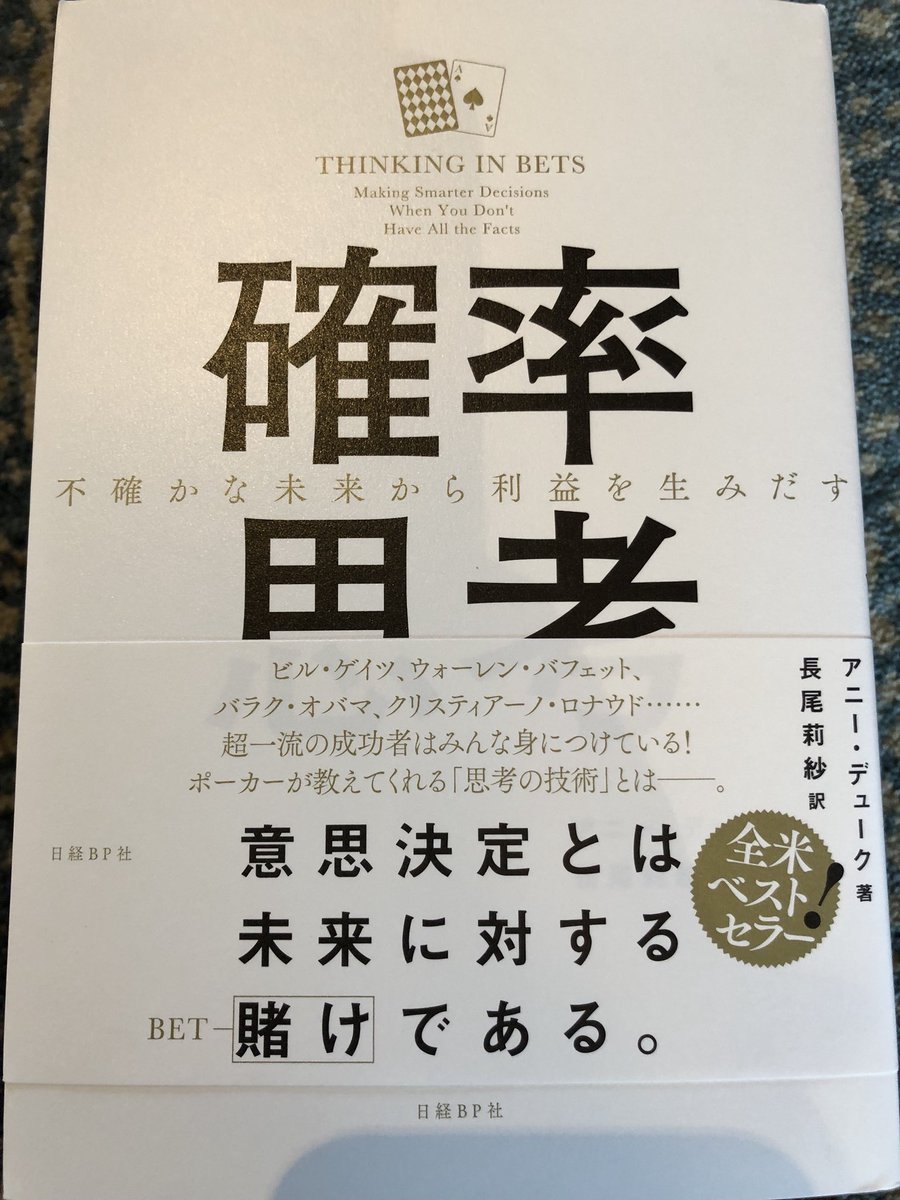 THINKING IN BETS
Making Smarter Decisions
When You Don't
Have All the Facts
確率
不確かな未来から利益を生みだす
思考
アニー・デューク 著
長尾莉紗 訳
ビル・ゲイツ、ウォーレン・バフェット、
バラク・オバマ、クリスティアーノ・ロナウド……
超一流の成功者はみんな身につけている!
ポーカーが教えてくれる「思考の技術」とは――。
日経BP社
意思決定とは
未来に対する
BET
賭けである。
全米
ベスト
セラー!
日経BP社